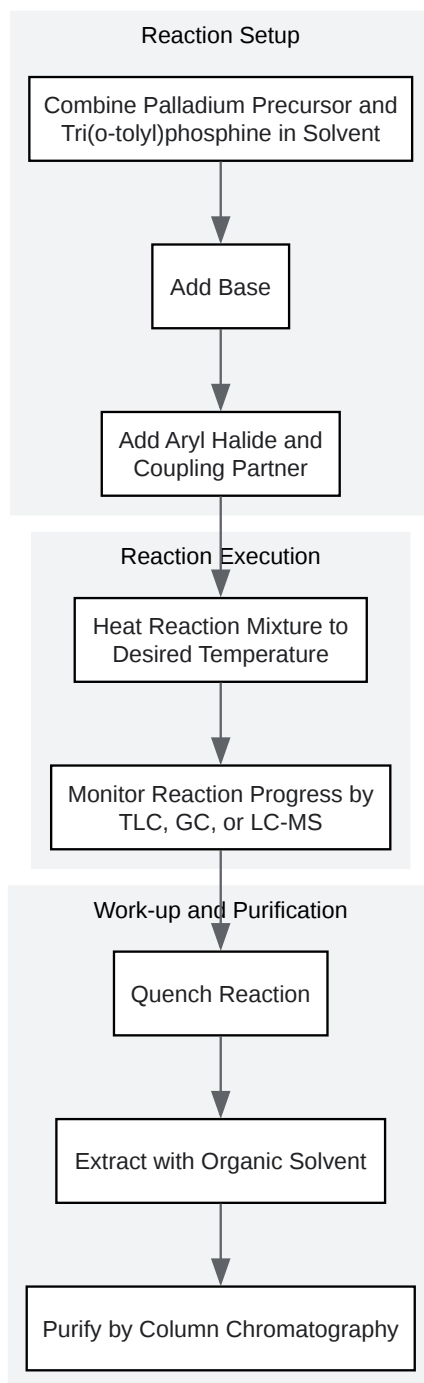 Reaction Setup
Combine Palladium Precursor and
Tri(o-tolyl)phosphine in Solvent
Add Base
Add Aryl Halide and
Coupling Partner
Reaction Execution
Heat Reaction Mixture to
Desired Temperature
Monitor Reaction Progress by
TLC, GC, or LC-MS
Work-up and Purification
Quench Reaction
Extract with Organic Solvent
Purify by Column Chromatography